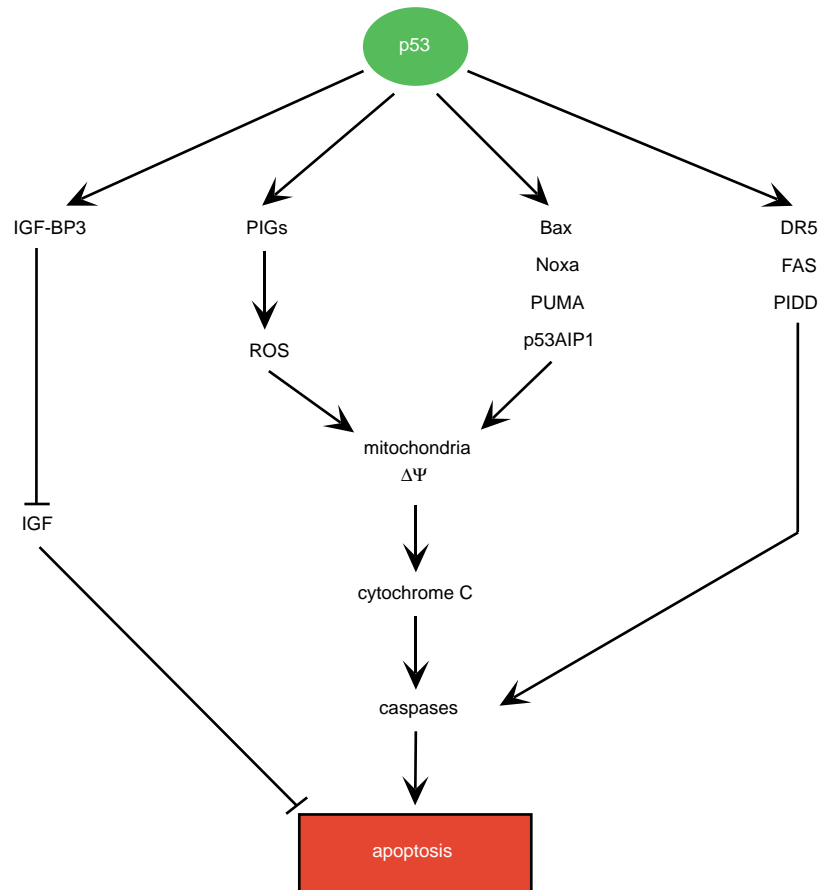 p53
IGF-BP3
PIGs
Bax
DR5
Noxa
FAS
PUMA
PIDD
p53AIP1
ROS
mitochondria
ΔΨ
IGF
cytochrome C
caspases
apoptosis